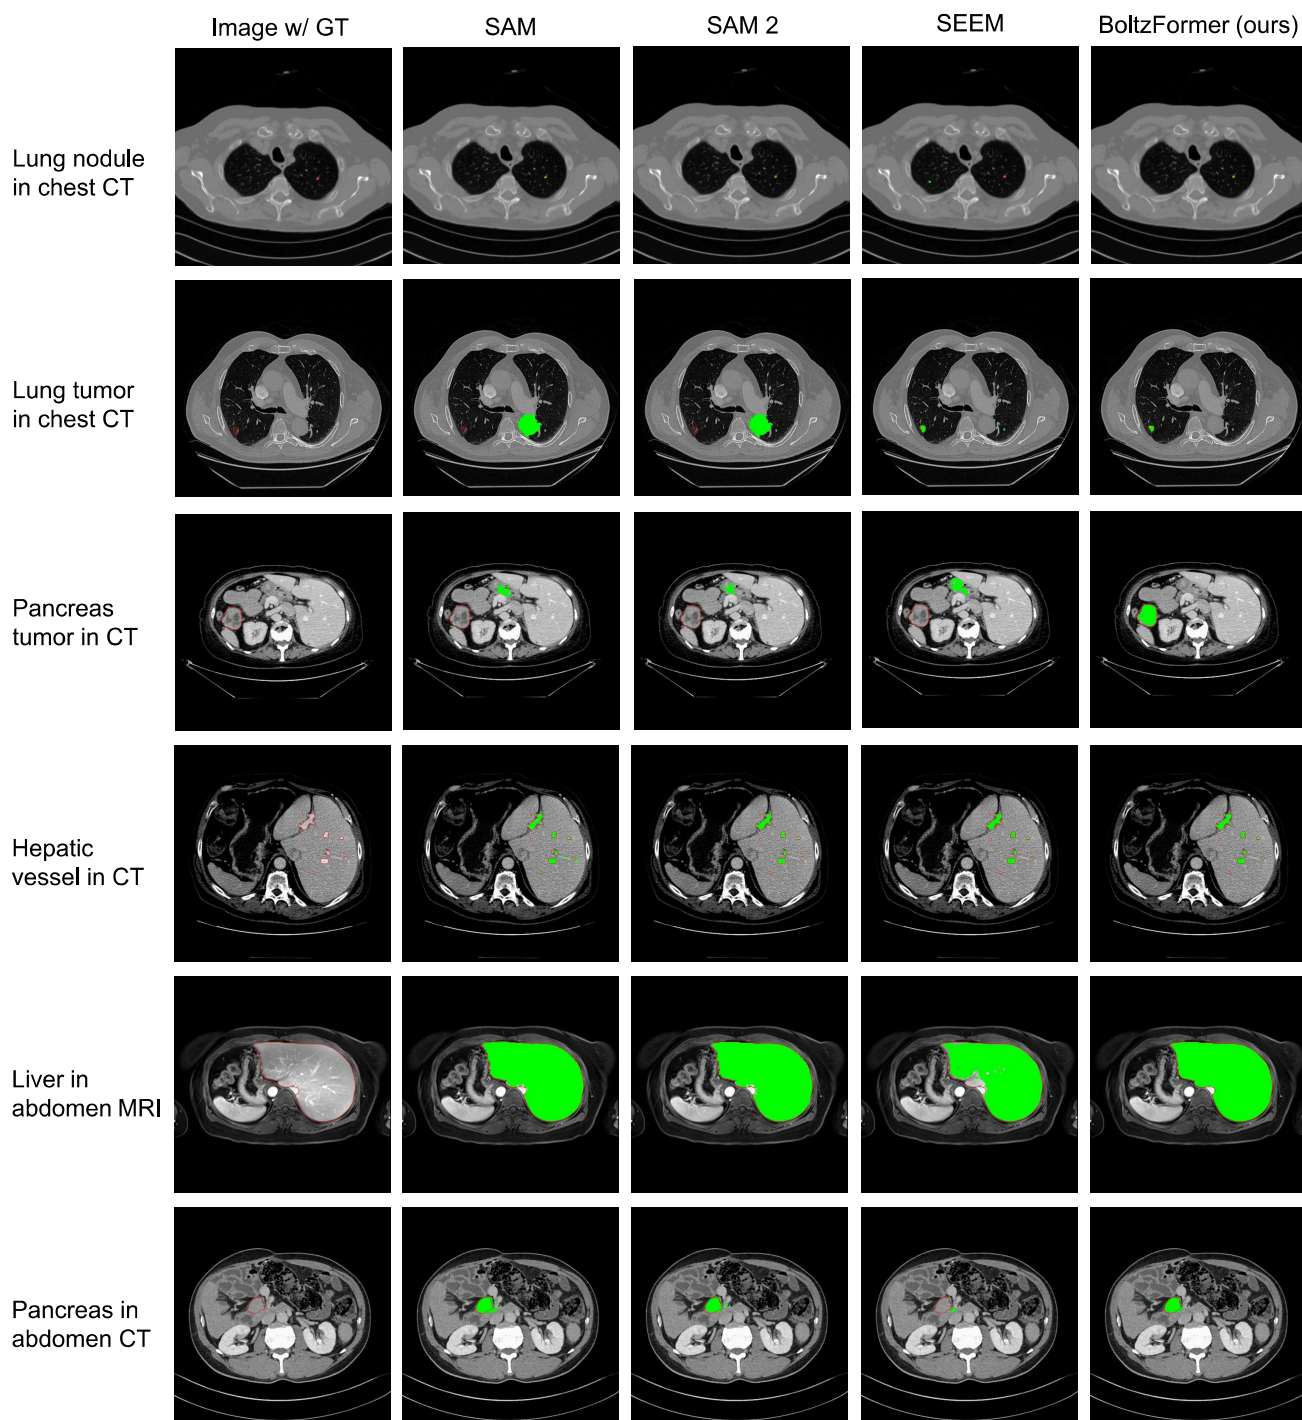 Image w/ GT
SAM
SAM 2
SEEM
BoltzFormer (ours)
Lung nodule
in chest CT
Lung tumor
in chest CT
Pancreas
tumor in CT
Hepatic
vessel in CT
Liver in
abdomen MRI
Pancreas in
abdomen CT